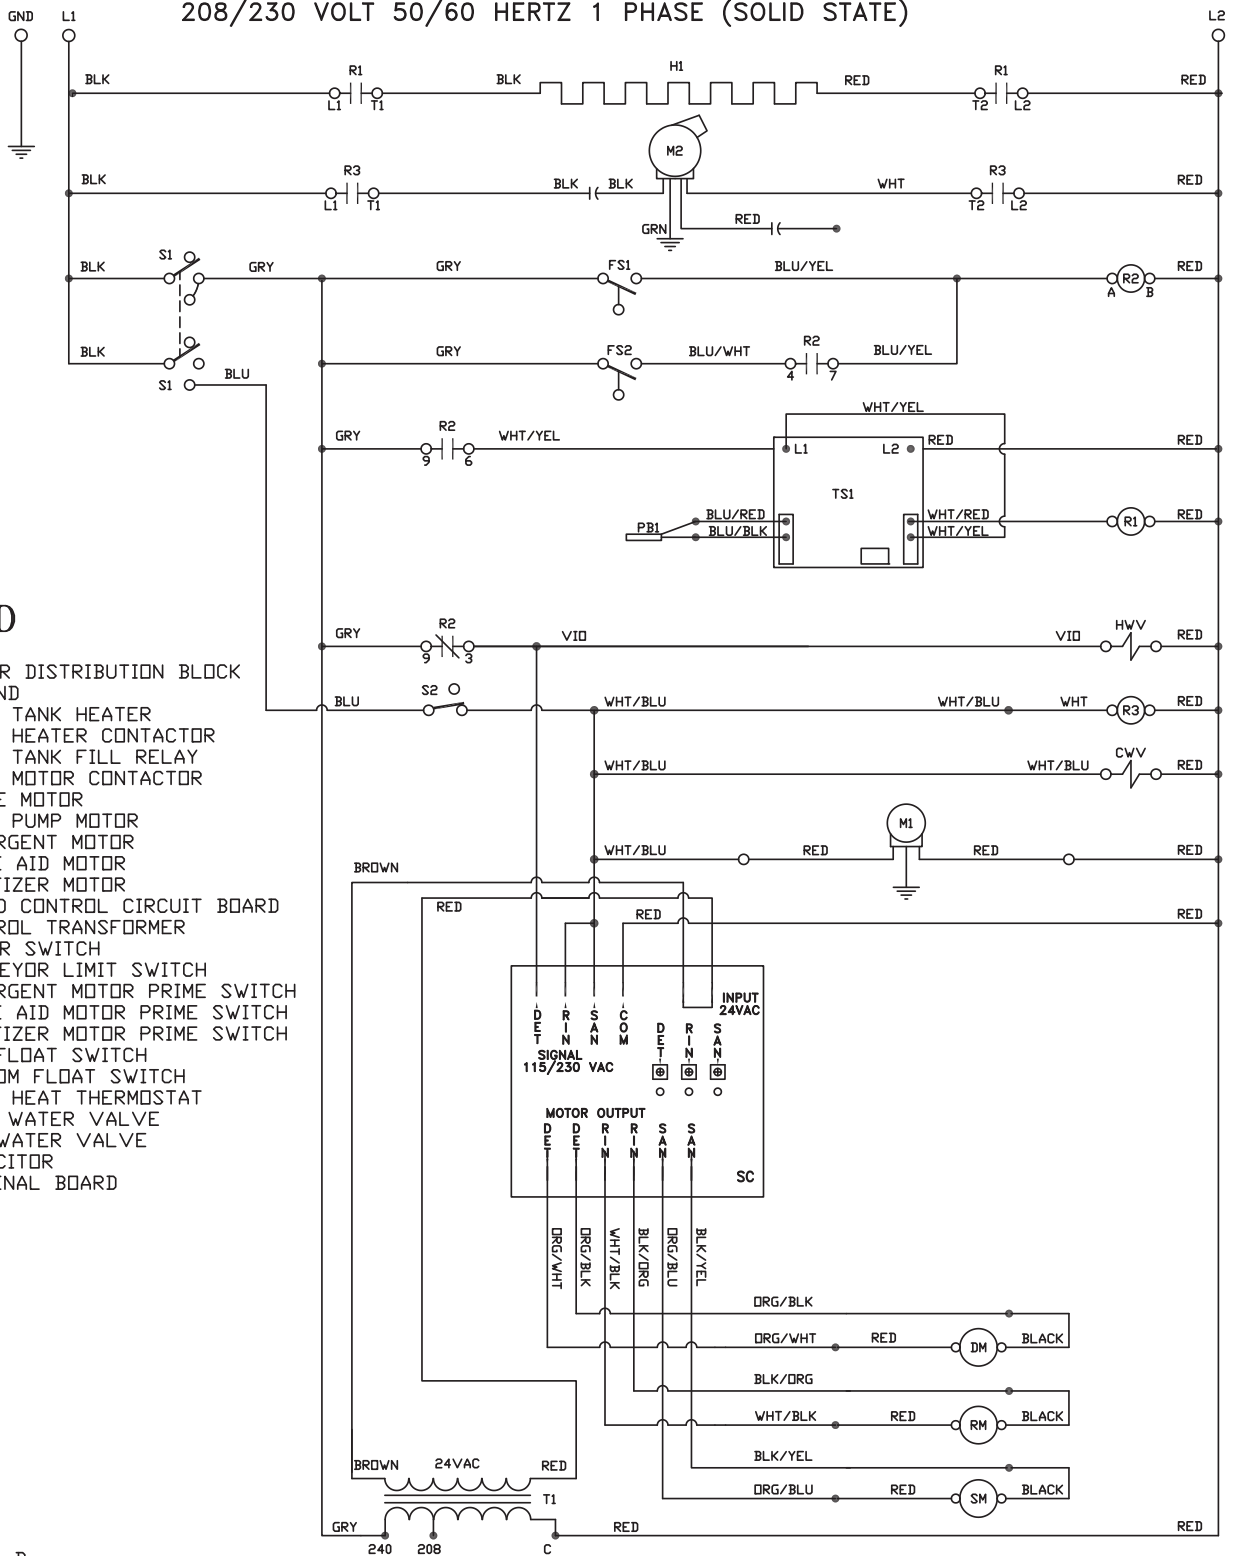 208/230 VOLT 50/60 HERTZ 1 PHASE (SOLID STATE)
GND L1 L2
BLK R1 BLK H1 RED R1 RED
L1 T1 T2 L2
M2
BLK R3 BLK BLK WHT R3 RED
L1 T1 T2 L2
GRN RED
S1
BLK GRY GRY FS1 BLU/YEL R2 RED
A B
BLK GRY FS2 BLU/WHT R2 BLU/YEL
4 7
S1 BLU
WHT/YEL
GRY R2 WHT/YEL L1 L2 RED RED
9 6
TS1
PB1 BLU/RED WHT/RED R1 RED
BLU/BLK WHT/YEL
D
GRY R2 VIO VIO HWV RED
9 3
R DISTRIBUTION BLOCK
ND
TANK HEATER
HEATER CONTACTOR
TANK FILL RELAY
MOTOR CONTACTOR
E MOTOR
PUMP MOTOR
RGENT MOTOR
E AID MOTOR
TIZER MOTOR
D CONTROL CIRCUIT BOARD
ROL TRANSFORMER
R SWITCH
EYOR LIMIT SWITCH
RGENT MOTOR PRIME SWITCH
E AID MOTOR PRIME SWITCH
TIZER MOTOR PRIME SWITCH
FLOAT SWITCH
OM FLOAT SWITCH
HEAT THERMOSTAT
WATER VALVE
WATER VALVE
CITOR
INAL BOARD
S2
BLU WHT/BLU WHT/BLU WHT R3 RED
WHT/BLU WHT/BLU CWV RED
M1
WHT/BLU RED RED RED
BROWN
RED RED RED
INPUT
24VAC
DET RIN SAN COM
SIGNAL
115/230 VAC
DET RIN SAN
MOTOR OUTPUT
DET DET RIN RIN SAN SAN
SC
ORG/WHT ORG/BLK WHT/BLK BLK/ORG ORG/BLU BLK/YEL
ORG/BLK
ORG/WHT RED DM BLACK
BLK/ORG
WHT/BLK RED RM BLACK
BLK/YEL
ORG/BLU RED SM BLACK
BROWN 24VAC RED
T1
GRY RED RED
240 208 C